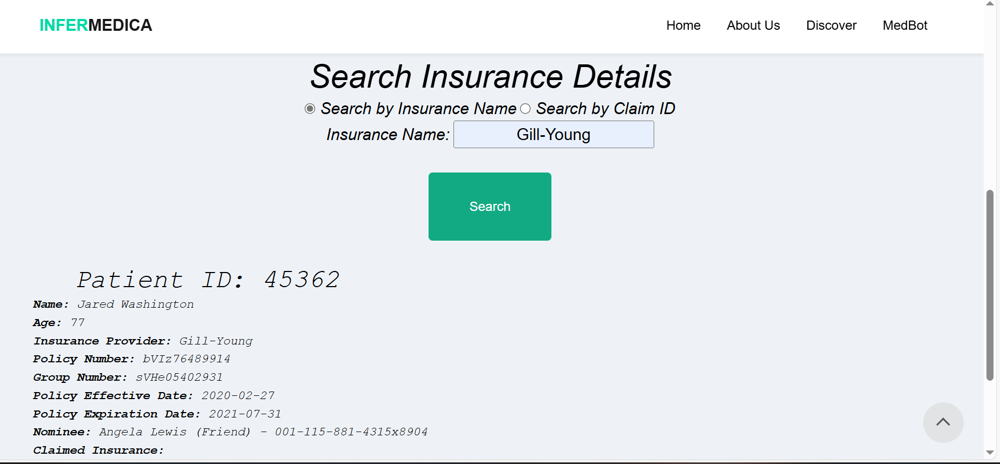 INFERMEDICA Home About Us Discover MedBot
Search Insurance Details
Search by Insurance Name Search by Claim ID
Insurance Name: Gill-Young
Search
Patient ID: 45362
Name: Jared Washington
Age: 77
Insurance Provider: Gill-Young
Policy Number: bVIz76489914
Group Number: sVHe05402931
Policy Effective Date: 2020-02-27
Policy Expiration Date: 2021-07-31
Nominee: Angela Lewis (Friend) - 001-115-881-4315x8904
Claimed Insurance: